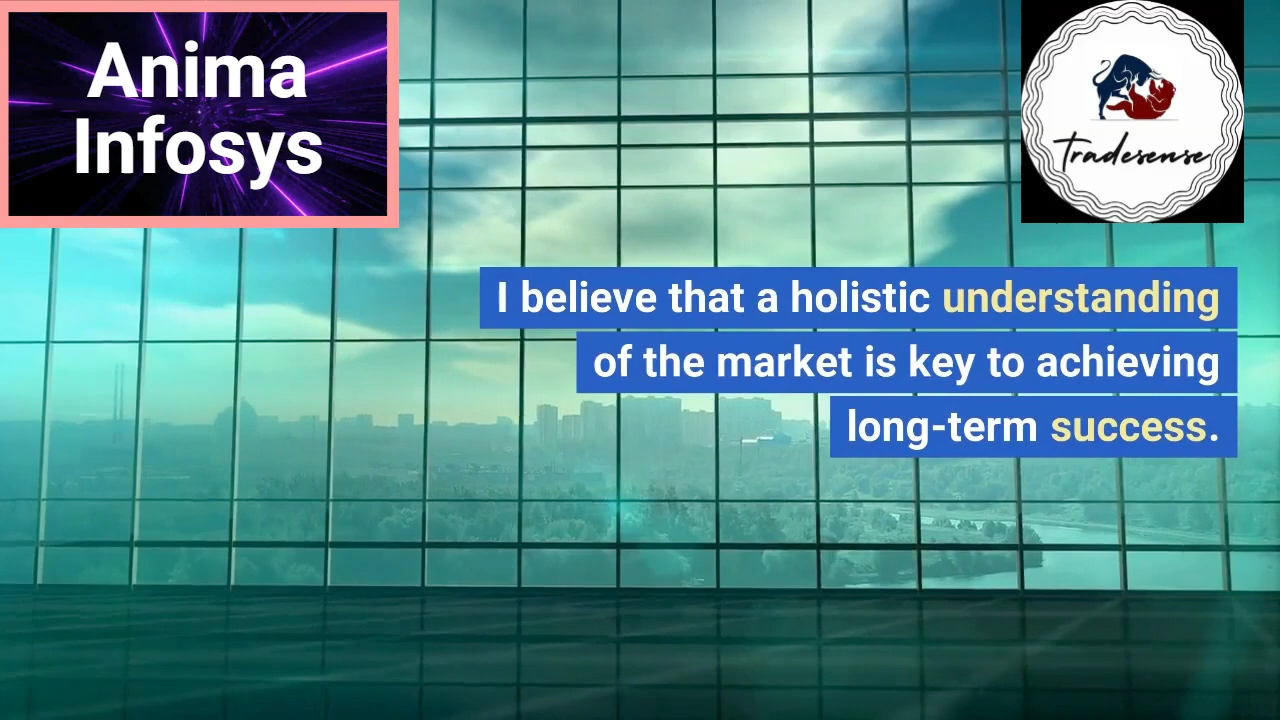 Anima
Infosys
Tradesense
I believe that a holistic understanding
of the market is key to achieving
long-term success.